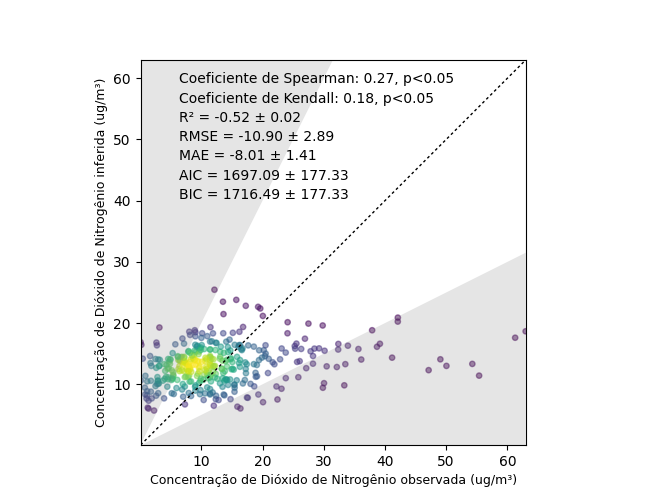 Coeficiente de Spearman: 0.27, p<0.05
Coeficiente de Kendall: 0.18, p<0.05
R² = -0.52 ± 0.02
RMSE = -10.90 ± 2.89
MAE = -8.01 ± 1.41
AIC = 1697.09 ± 177.33
BIC = 1716.49 ± 177.33
Concentração de Dióxido de Nitrogênio inferida (ug/m³)
60
50
40
30
20
10
10 20 30 40 50 60
Concentração de Dióxido de Nitrogênio observada (ug/m³)